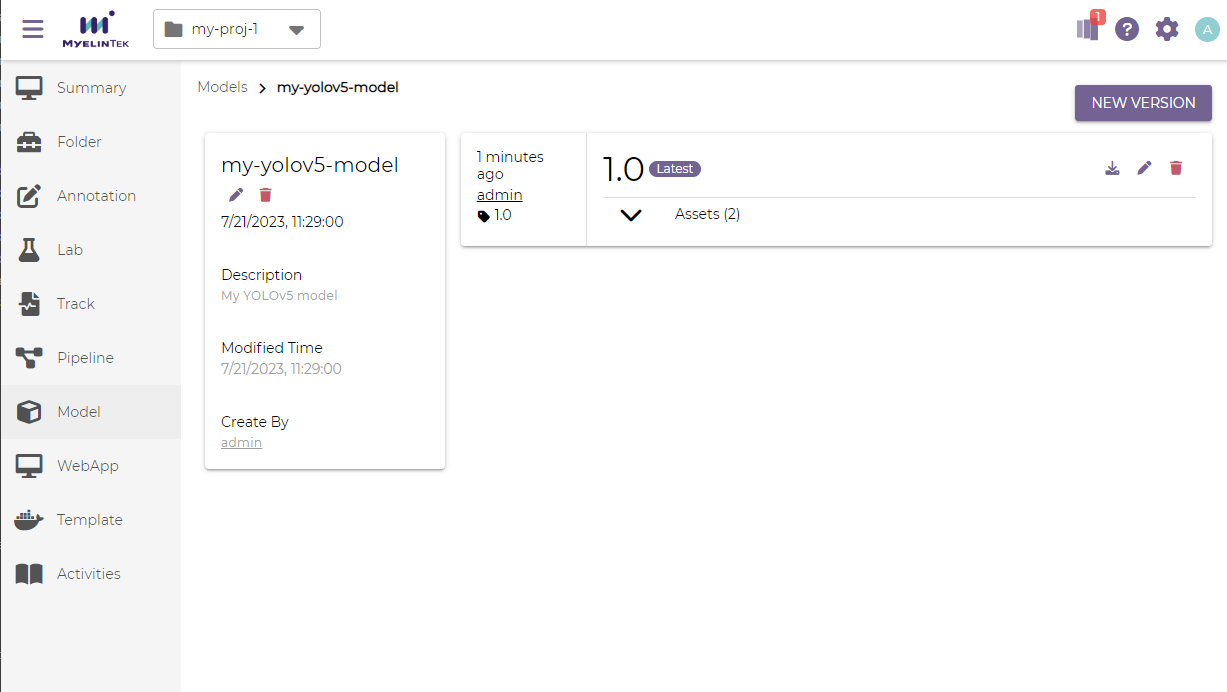 MYELINTEK
my-proj-1
1
?
A
Summary
Folder
Annotation
Lab
Track
Pipeline
Model
WebApp
Template
Activities
Models > my-yolov5-model
NEW VERSION
my-yolov5-model
7/21/2023, 11:29:00
Description
My YOLOv5 model
Modified Time
7/21/2023, 11:29:00
Create By
admin
1 minutes
ago
admin
1.0
1.0 Latest
Assets (2)